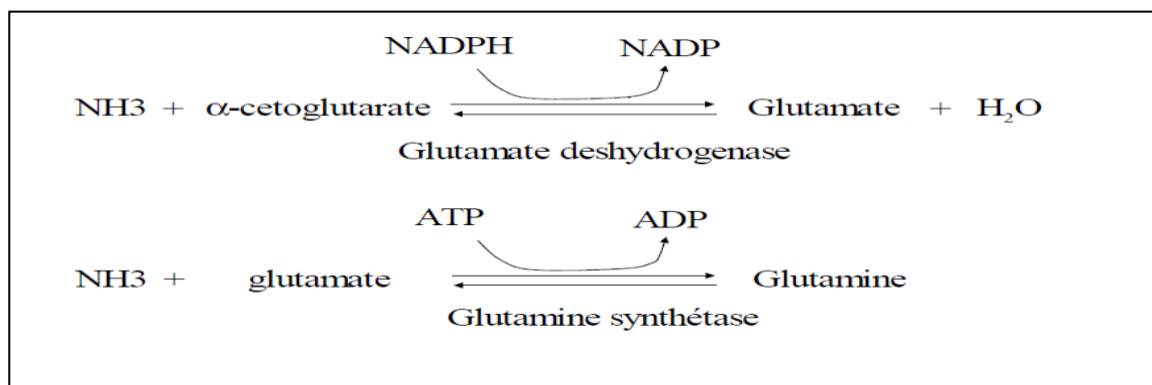 NADPH NADP
NH3 + α-cetoglutarate Glutamate + H₂O
Glutamate deshydrogenase
ATP ADP
NH3 + glutamate Glutamine
Glutamine synthétase